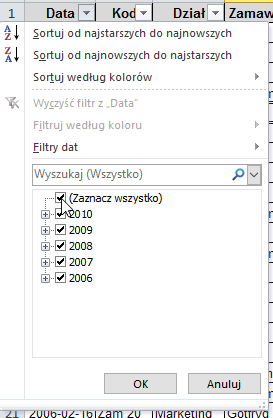 1 Data Kod Dział Zamaw
Sortuj od najstarszych do najnowszych
Sortuj od najnowszych do najstarszych
Sortuj według kolorów
Wyczyść filtr z „Data"
Filtruj według koloru
Filtry dat
Wyszukaj (Wszystko)
(Zaznacz wszystko)
2010
2009
2008
2007
2006
OK Anuluj
21 2006-02-16 Zam 20 Marketing Gotfryd